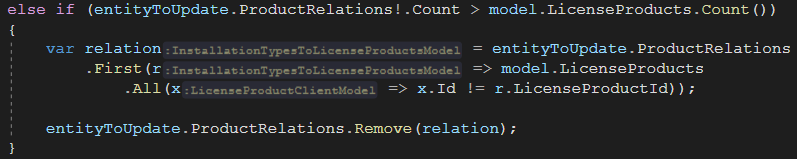 else if (entityToUpdate.ProductRelations!.Count > model.LicenseProducts.Count())
{
var relation :InstallationTypesToLicenseProductsModel = entityToUpdate.ProductRelations
.First(r :InstallationTypesToLicenseProductsModel => model.LicenseProducts
.All(x :LicenseProductClientModel => x.Id != r.LicenseProductId));
entityToUpdate.ProductRelations.Remove(relation);
}